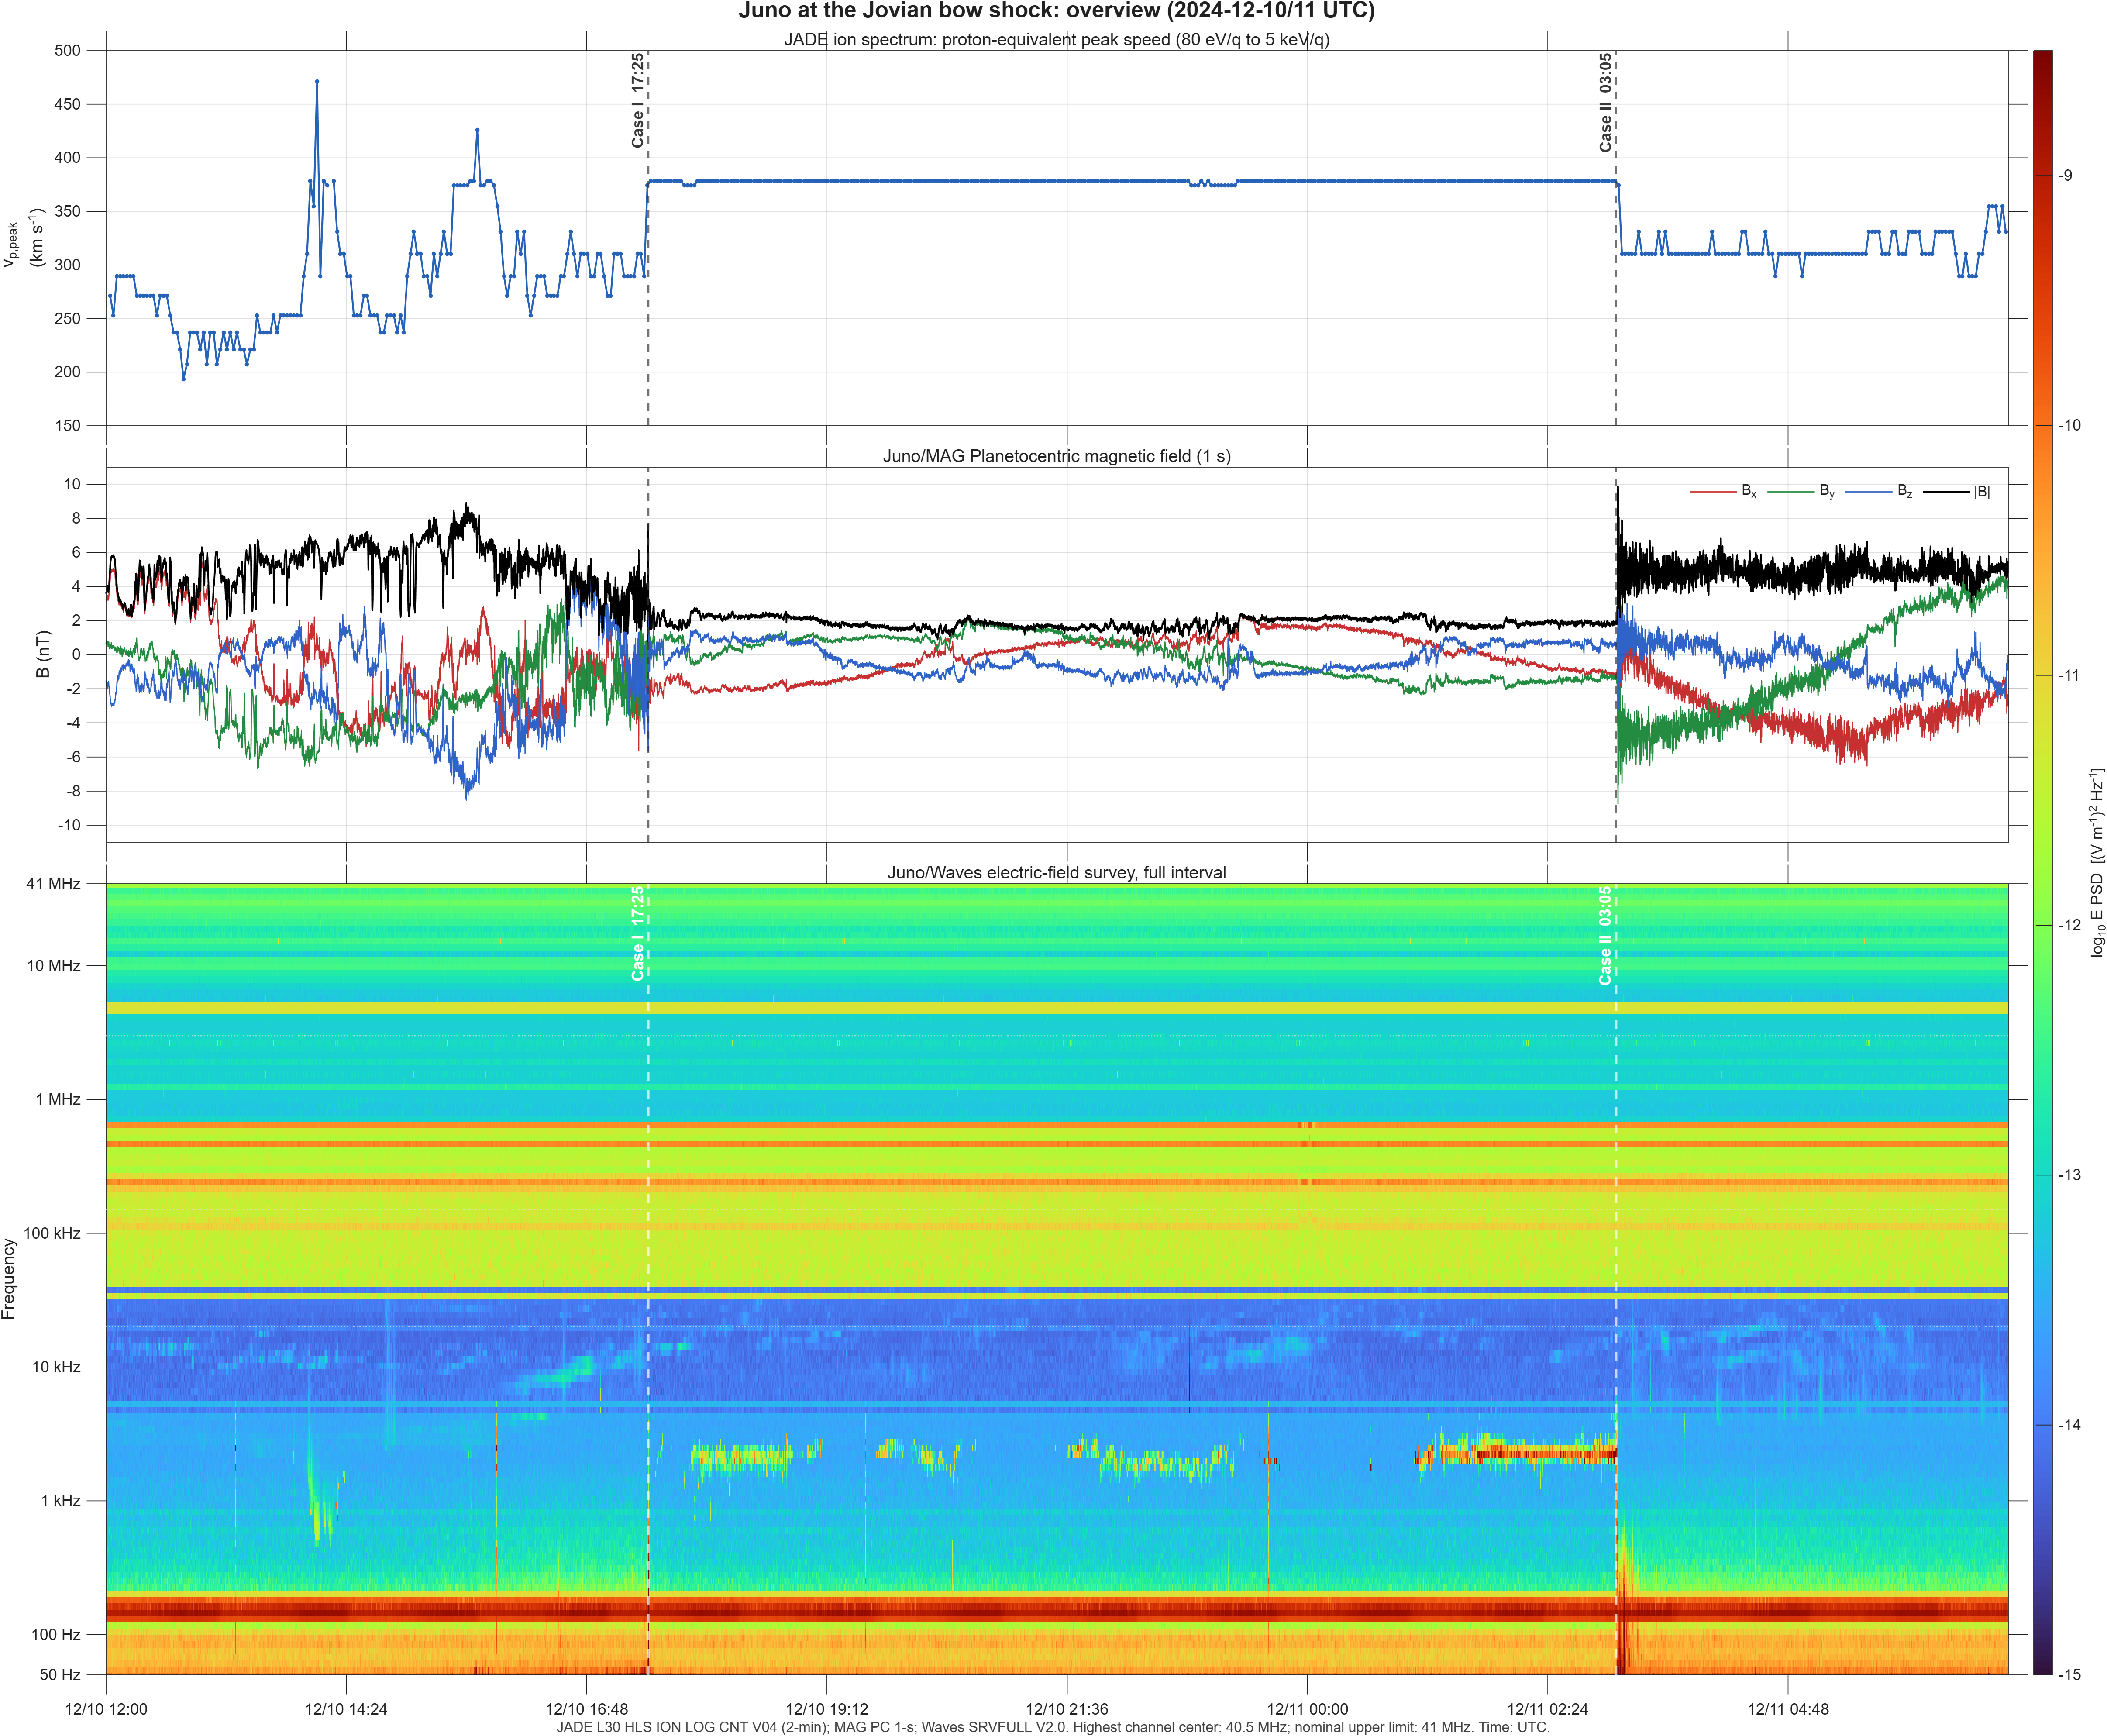 Juno at the Jovian bow shock: overview (2024-12-10/11 UTC)
JADE ion spectrum: proton-equivalent peak speed (80 eV/q to 5 keV/q)
500
450
400
350
300
250
200
150
v_p,peak
(km s⁻¹)
Case I 17:25
Case II 03:05
Juno/MAG Planetocentric magnetic field (1 s)
10
8
6
4
2
0
-2
-4
-6
-8
-10
B (nT)
B_x
B_y
B_z
|B|
Juno/Waves electric-field survey, full interval
41 MHz
10 MHz
1 MHz
100 kHz
10 kHz
1 kHz
100 Hz
50 Hz
Frequency
Case I 17:25
Case II 03:05
12/10 12:00
12/10 14:24
12/10 16:48
12/10 19:12
12/10 21:36
12/11 00:00
12/11 02:24
12/11 04:48
-9
-10
-11
-12
-13
-14
-15
log₁₀ E PSD [(V m⁻¹)² Hz⁻¹]
JADE L30 HLS ION LOG CNT V04 (2-min); MAG PC 1-s; Waves SRVFULL V2.0. Highest channel center: 40.5 MHz; nominal upper limit: 41 MHz. Time: UTC.